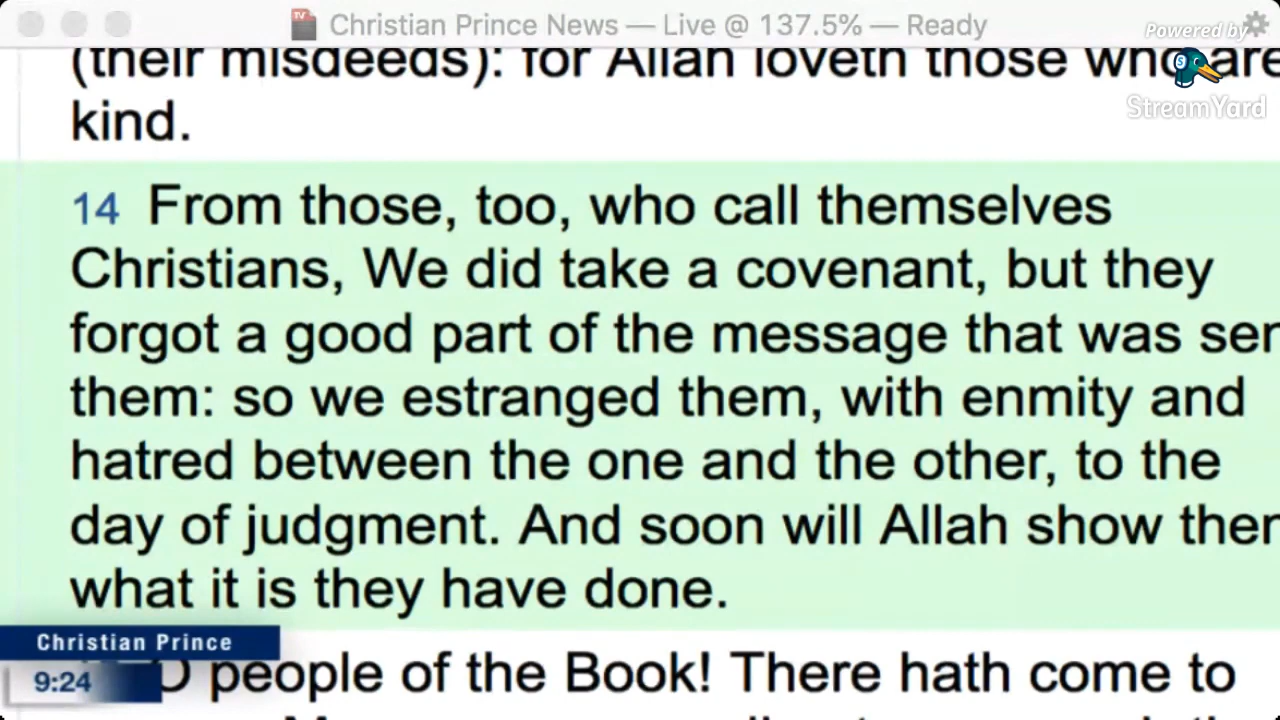 Christian Prince News — Live @ 137.5% — Ready
Powered by
StreamYard
(their misdeeds): for Allah loveth those who are
kind.
14 From those, too, who call themselves
Christians, We did take a covenant, but they
forgot a good part of the message that was
them: so we estranged them, with enmity and
hatred between the one and the other, to the
day of judgment. And soon will Allah show
what it is they have done.
Christian Prince
9:24
O people of the Book! There hath come to